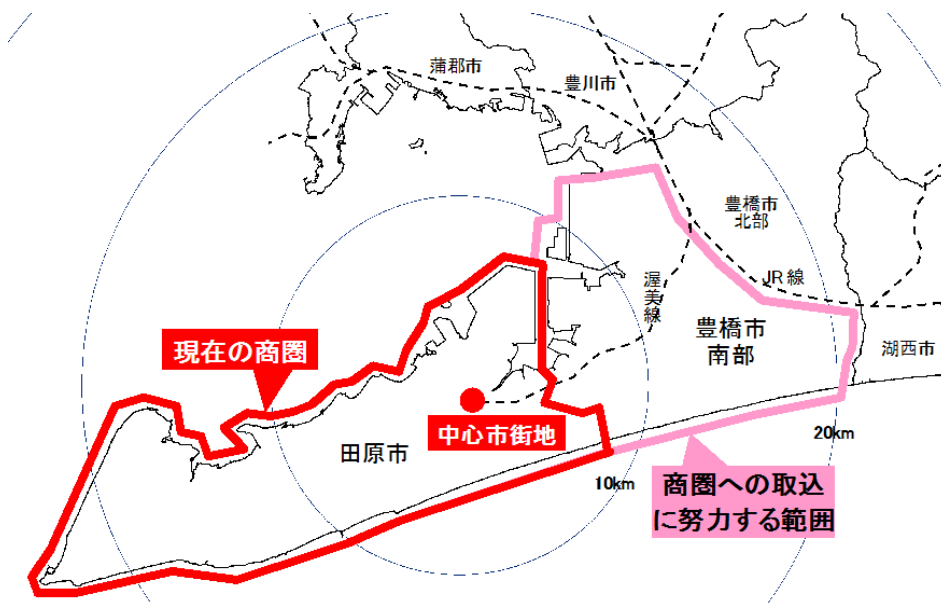 蒲郡市
豊川市
豊橋市
北部
JR線
渥美線
豊橋市
南部
湖西市
現在の商圏
中心市街地
田原市
20km
10km
商圏への取込
に努力する範囲